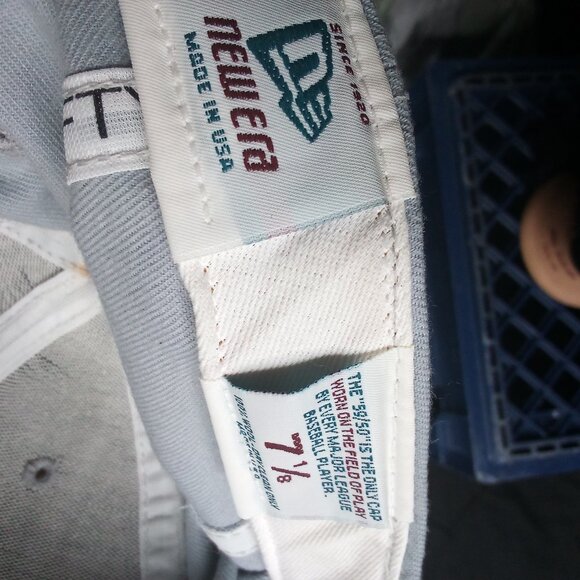 SINCE 1920
new era
MADE IN USA
FTY
THE "59/50" IS THE ONLY CAP
WORN ON THE FIELD OF PLAY
BY EVERY MAJOR LEAGUE
BASEBALL PLAYER.
7 1/8